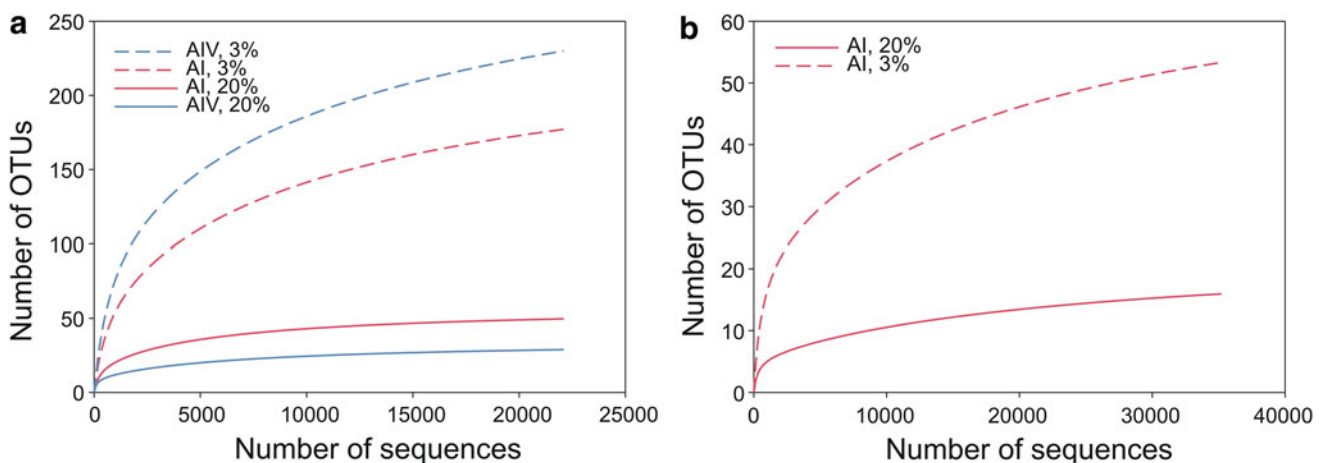 a
250
200
150
100
50
0
Number of OTUs
AIV, 3%
AI, 3%
AI, 20%
AIV, 20%
0 5000 10000 15000 20000 25000
Number of sequences
b
60
50
40
30
20
10
0
Number of OTUs
AI, 20%
AI, 3%
0 10000 20000 30000 40000
Number of sequences